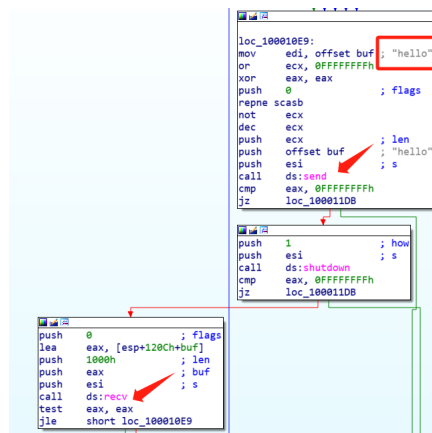 loc_100010E9:
mov edi, offset buf ; "hello"
or ecx, 0FFFFFFFFh
xor eax, eax
push 0 ; flags
repne scasb
not ecx
dec ecx
push ecx ; len
push offset buf ; "hello"
push esi ; s
call ds:send
cmp eax, 0FFFFFFFFh
jz loc_100011DB
push 1 ; how
push esi ; s
call ds:shutdown
cmp eax, 0FFFFFFFFh
jz loc_100011DB
push 0 ; flags
lea eax, [esp+120Ch+buf]
push 1000h ; len
push eax ; buf
push esi ; s
call ds:recv
test eax, eax
jle short loc_100010E9